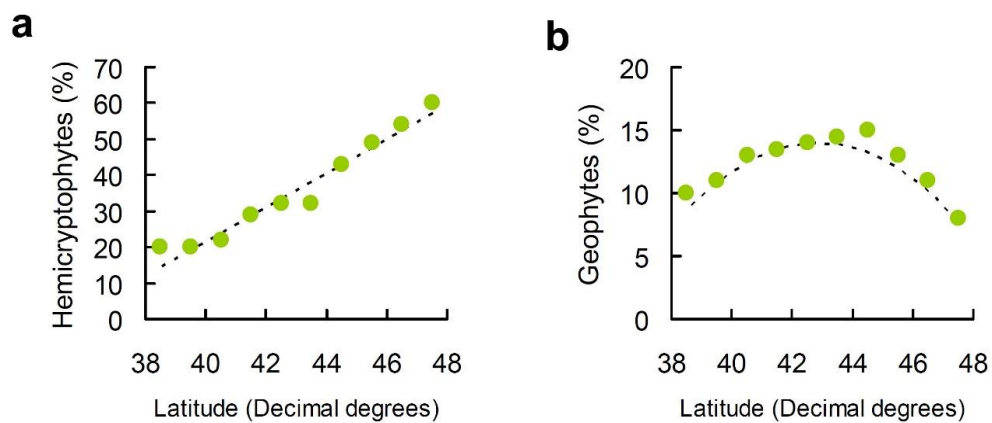 a
Hemicryptophytes (%)
70
60
50
40
30
20
10
0
38 40 42 44 46 48
Latitude (Decimal degrees)
b
Geophytes (%)
20
15
10
5
0
38 40 42 44 46 48
Latitude (Decimal degrees)